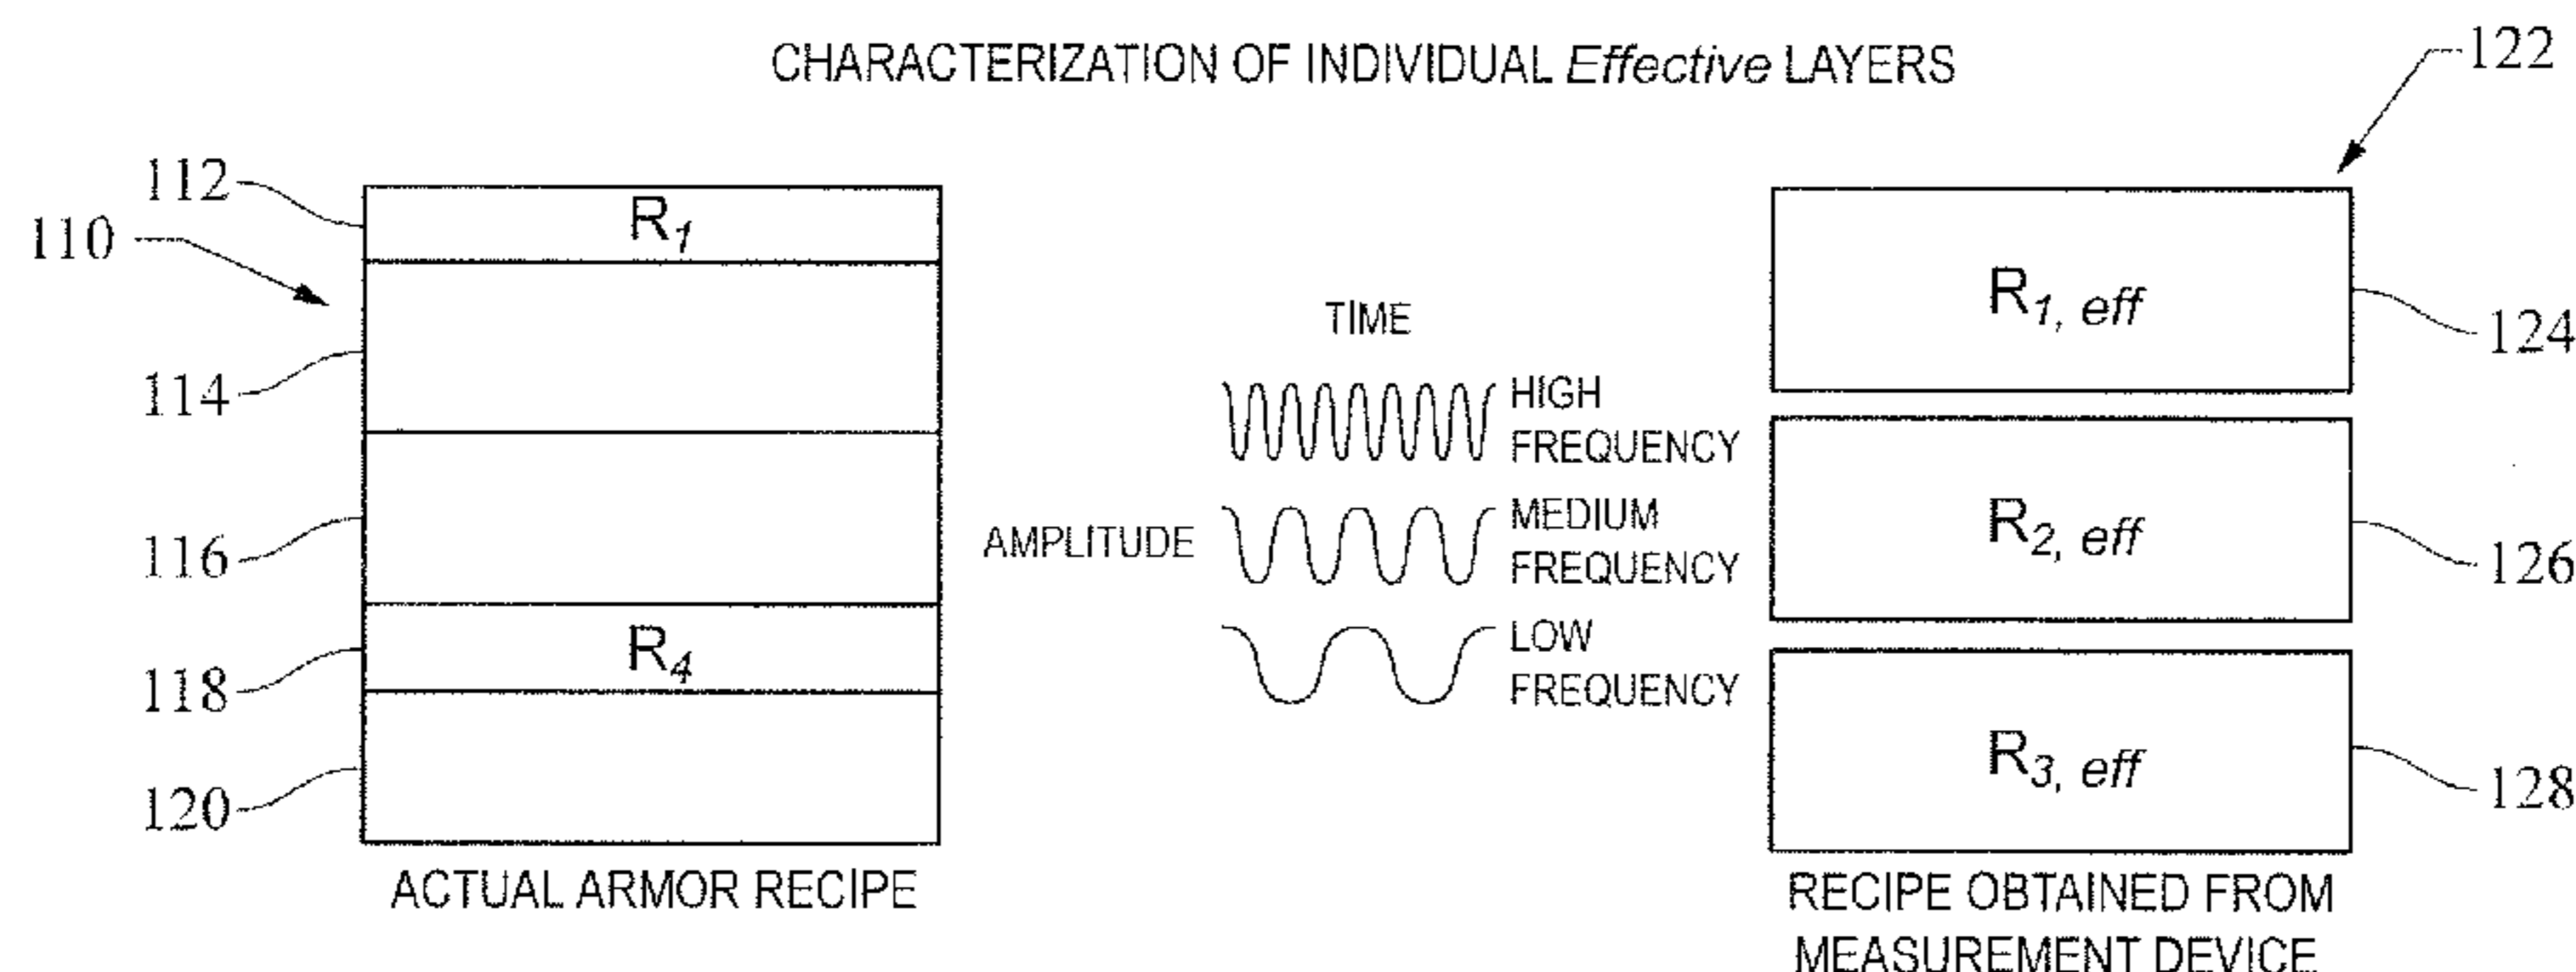 CHARACTERIZATION OF INDIVIDUAL Effective LAYERS
122
112
110
114
116
118
120
R1
R4
ACTUAL ARMOR RECIPE
TIME
AMPLITUDE
HIGH
FREQUENCY
MEDIUM
FREQUENCY
LOW
FREQUENCY
R1, eff
R2, eff
R3, eff
124
126
128
RECIPE OBTAINED FROM
MEASUREMENT DEVICE